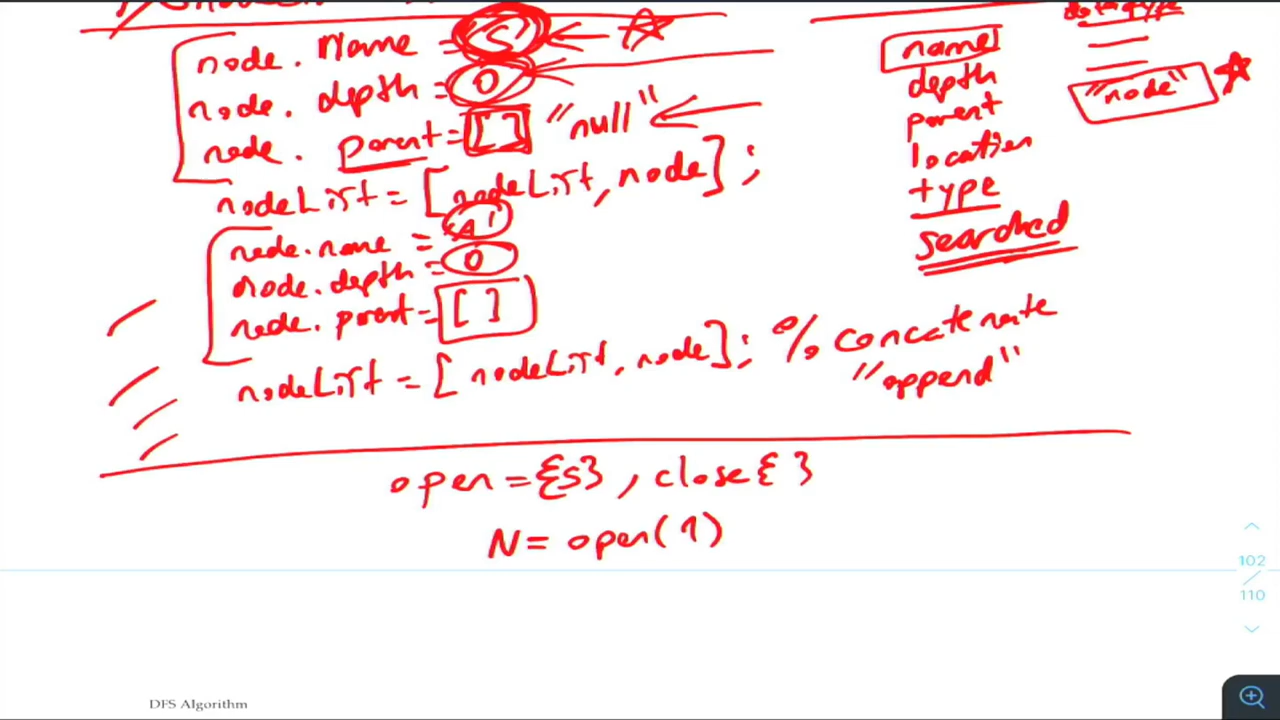 node. Name = 'S'
node. depth = 0
node. parent = [ ] "null"
nodeList = [nodeList, node];
node.name = 'A'
node.depth = 0
node.parent = [ ]
nodeList = [nodeList, node]; % concatenate
"append"
open = {S} , close{ }
N = open(1)
datatype
name
depth
"node"
parent
location
type
searched
102
110
DFS Algorithm